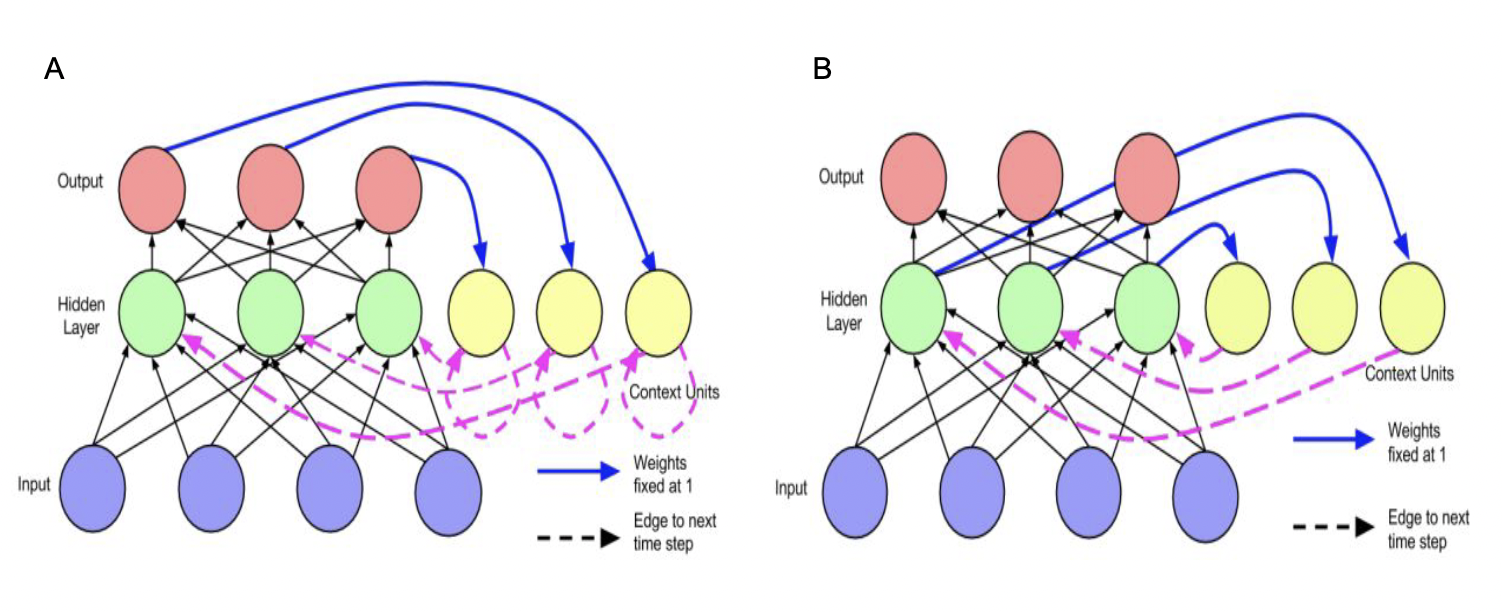 A
Output
Hidden
Layer
Context Units
Input
Weights
fixed at 1
Edge to next
time step
B
Output
Hidden
Layer
Context Units
Input
Weights
fixed at 1
Edge to next
time step